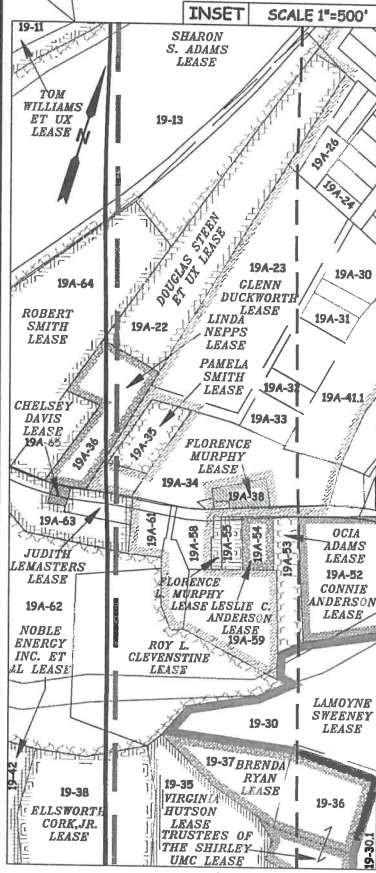 INSET SCALE 1"=500'
19-11
SHARON
S. ADAMS
LEASE
TOM
WILLIAMS
ET UX
LEASE
N
19-13
19A-26
19A-24
DOUGLAS STEEN
ET UX LEASE
19A-64
19A-23
GLENN
DUCKWORTH
LEASE
19A-30
ROBERT
SMITH
LEASE
19A-22
LINDA
NEPPS
LEASE
19A-31
PAMELA
SMITH
LEASE
19A-32
19A-41.1
CHELSEY
DAVIS
LEASE
19A-65
19A-36
19A-35
19A-33
FLORENCE
MURPHY
LEASE
19A-34
19A-38
19A-63
19A-61
19A-58
19A-55
19A-54
19A-53
JUDITH
LEMASTERS
LEASE
OCIA
ADAMS
LEASE
19A-52
CONNIE
ANDERSON
LEASE
19A-62
FLORENCE
L. MURPHY
LEASE
LESLIE C.
ANDERSON
LEASE
19A-59
NOBLE
ENERGY
INC. ET
AL LEASE
ROY L.
CLEVENSTINE
LEASE
LAMOYNE
SWEENEY
LEASE
19-30
19-42
19-37
BRENDA
RYAN
LEASE
19-38
ELLSWORTH
CORK,JR.
LEASE
19-35
VIRGINIA
HUTSON
LEASE
19-36
TRUSTEES OF
THE SHIRLEY
UMC LEASE
19-30.1